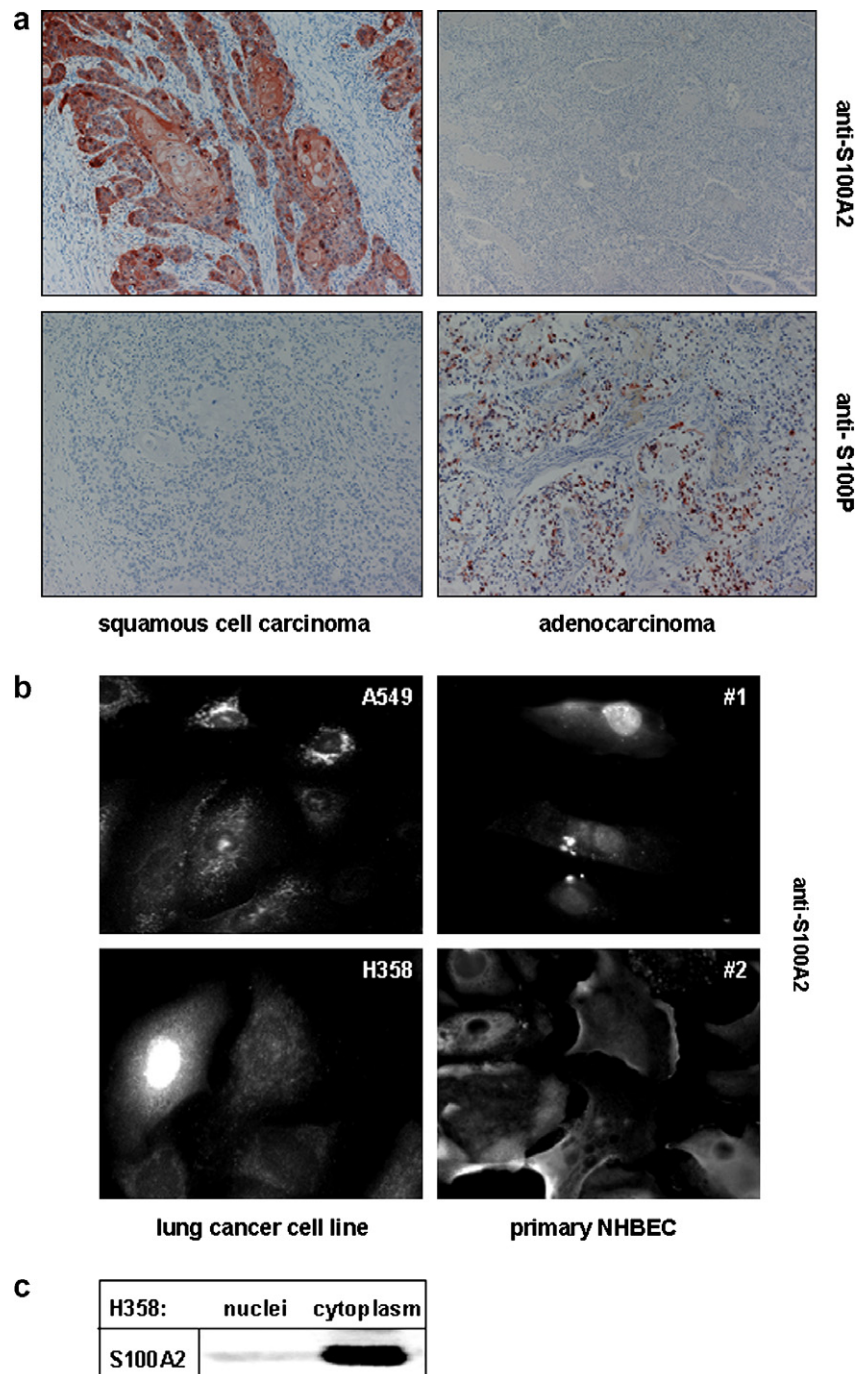 a
anti-S100A2
anti- S100P
squamous cell carcinoma
adenocarcinoma
b
A549
#1
H358
#2
anti-S100A2
lung cancer cell line
primary NHBEC
c
H358: nuclei cytoplasm
S100A2